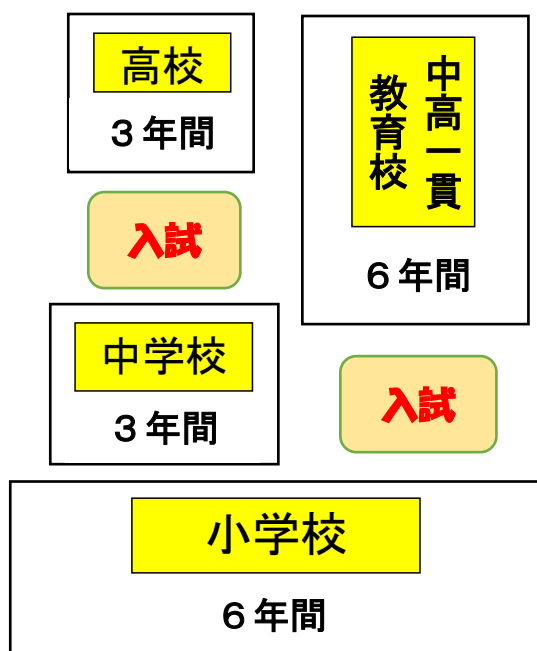 高校
３年間
入試
中学校
３年間
中高一貫
教育校
６年間
入試
小学校
６年間